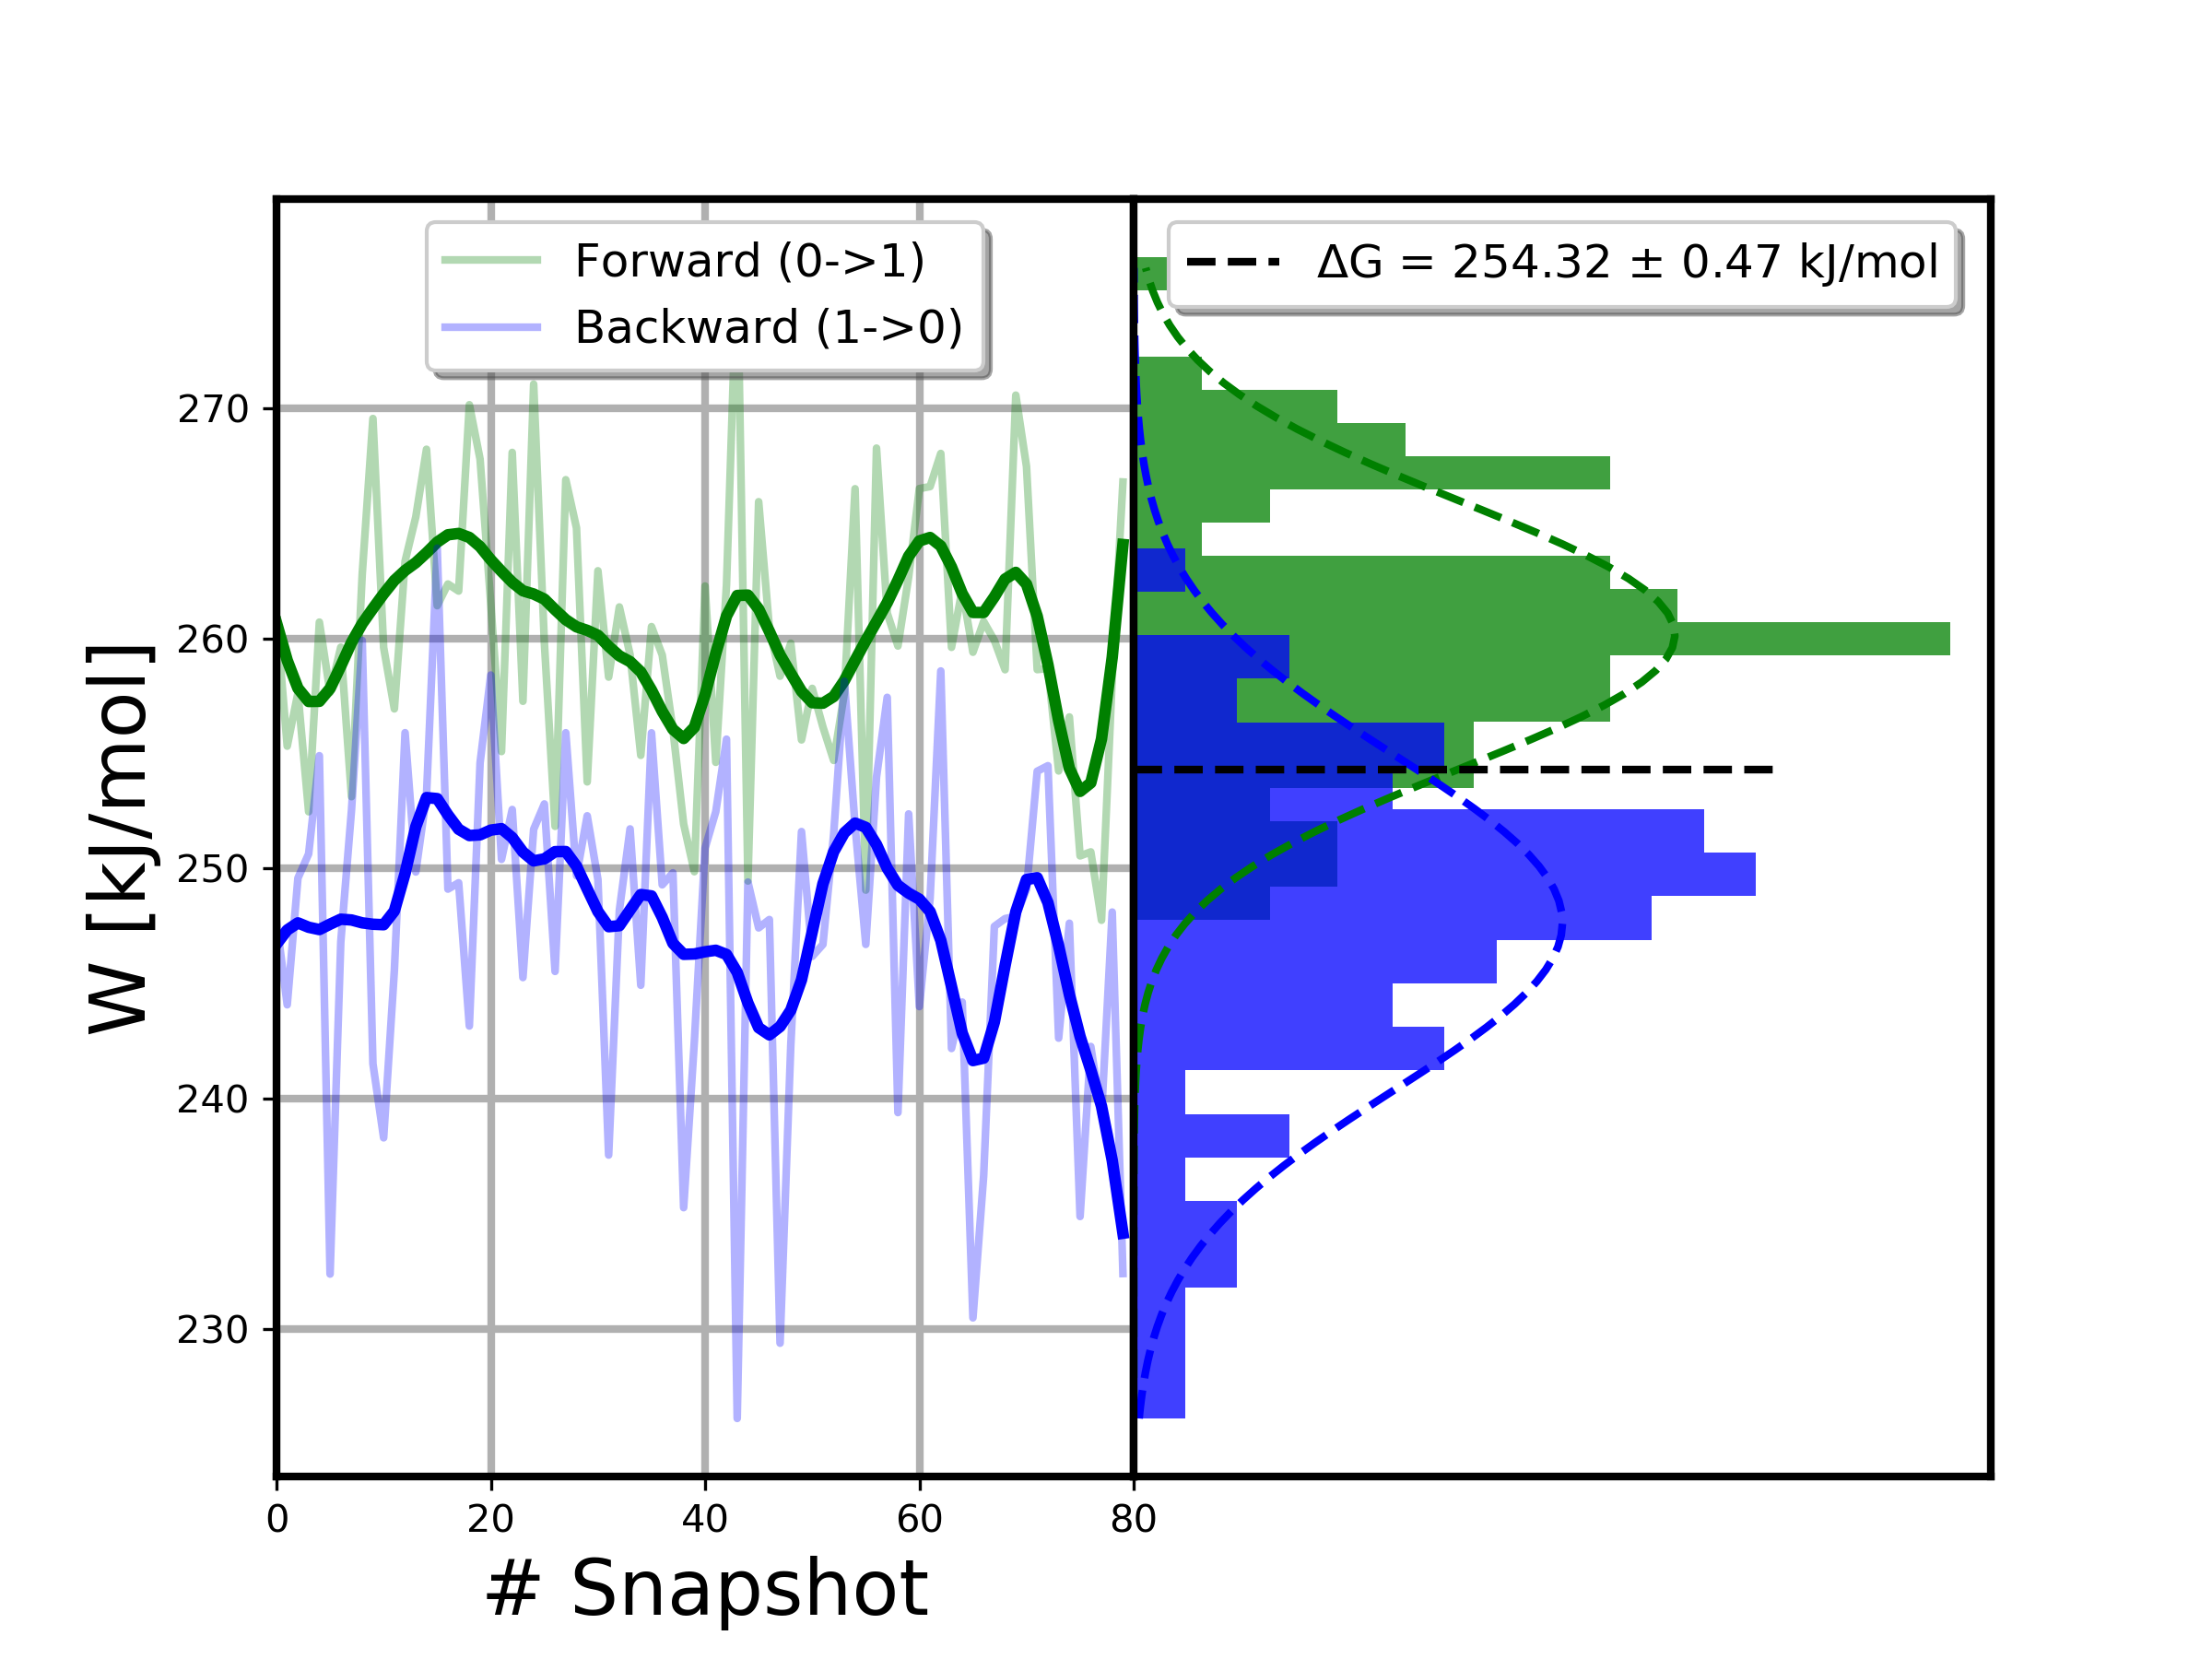 Forward (0->1)
Backward (1->0)
ΔG = 254.32 ± 0.47 kJ/mol
270
260
250
240
230
W [kJ/mol]
0 20 40 60 80
# Snapshot